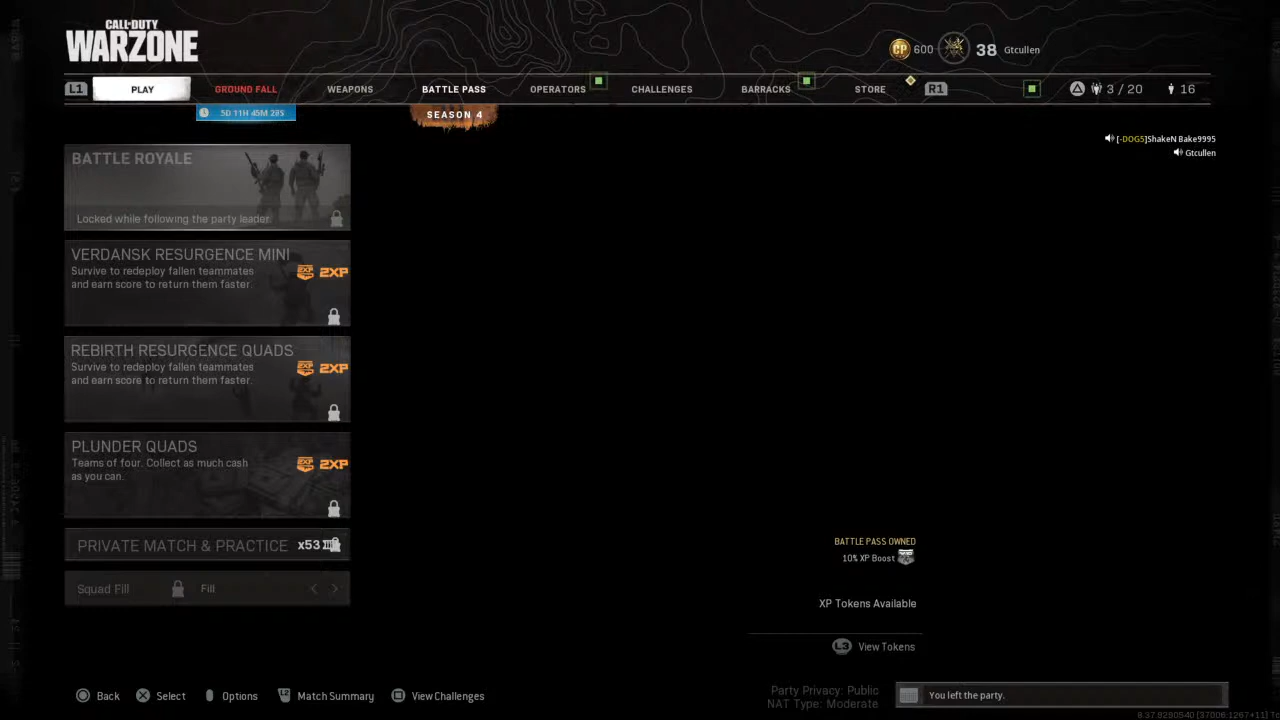 CALL OF DUTY
WARZONE
CP 600 38 Gtcullen
L1 PLAY GROUND FALL WEAPONS BATTLE PASS OPERATORS CHALLENGES BARRACKS STORE R1 3 / 20 16
5D 11H 45M 28S
SEASON 4
[-DOG5]ShakeN Bake9995
Gtcullen
BATTLE ROYALE
Locked while following the party leader.
VERDANSK RESURGENCE MINI
Survive to redeploy fallen teammates
and earn score to return them faster.
2XP 2XP
REBIRTH RESURGENCE QUADS
Survive to redeploy fallen teammates
and earn score to return them faster.
2XP 2XP
PLUNDER QUADS
Teams of four. Collect as much cash
as you can.
2XP 2XP
PRIVATE MATCH & PRACTICE x53
Squad Fill Fill
BATTLE PASS OWNED
10% XP Boost
XP Tokens Available
L3 View Tokens
Back Select Options L2 Match Summary View Challenges
Party Privacy: Public
NAT Type: Moderate
You left the party.